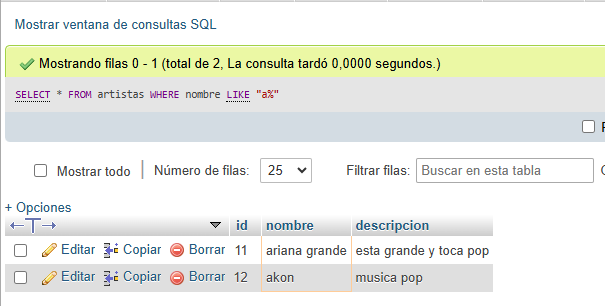 Mostrar ventana de consultas SQL
Mostrando filas 0 - 1 (total de 2, La consulta tardó 0,0000 segundos.)
SELECT * FROM artistas WHERE nombre LIKE "a%"
Mostrar todo Número de filas: 25 Filtrar filas: Buscar en esta tabla
+ Opciones
id nombre descripcion
Editar Copiar Borrar 11 ariana grande esta grande y toca pop
Editar Copiar Borrar 12 akon musica pop